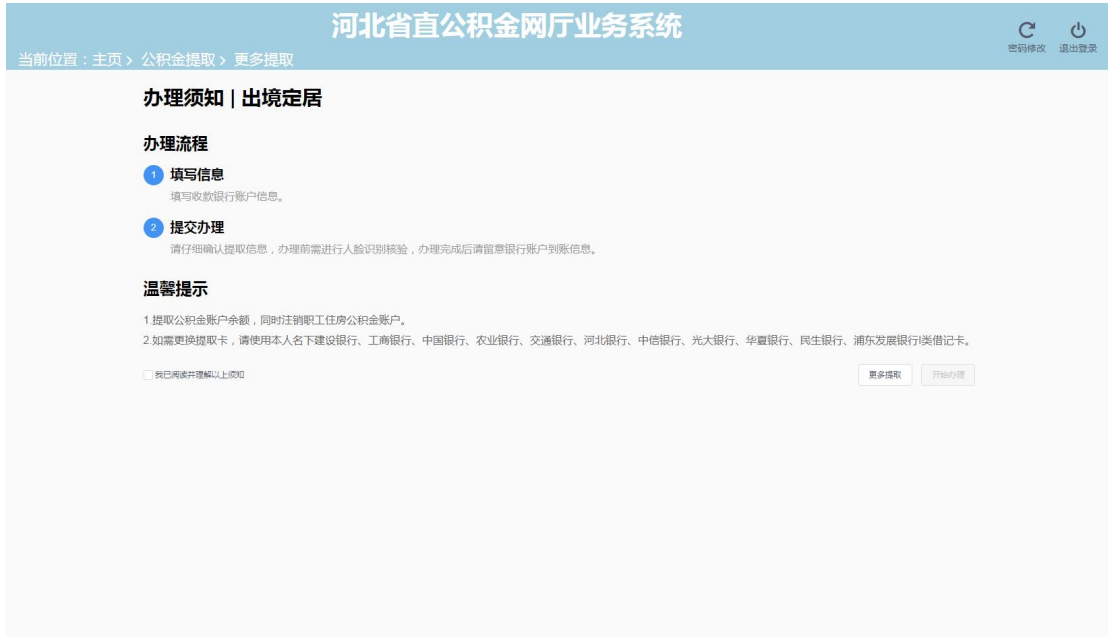 河北省直公积金网厅业务系统
密码修改 退出登录
当前位置：主页> 公积金提取> 更多提取
办理须知 | 出境定居
办理流程
1 填写信息
填写收款银行账户信息。
2 提交办理
请仔细确认提取信息，办理前需进行人脸识别核验，办理完成后请留意银行账户到账信息。
温馨提示
1.提取公积金账户余额，同时注销职工住房公积金账户。
2.如需更换提取卡，请使用本人名下建设银行、工商银行、中国银行、农业银行、交通银行、河北银行、中信银行、光大银行、华夏银行、民生银行、浦东发展银行I类借记卡。
我已阅读并理解以上须知 更多提取 开始办理